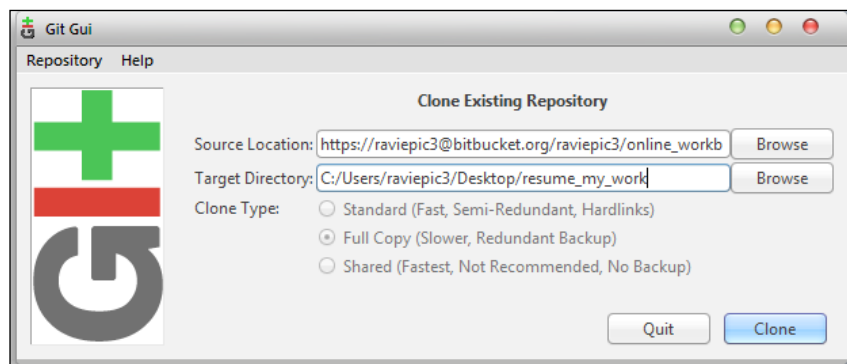 Git Gui
Repository Help
Clone Existing Repository
Source Location: https://raviepic3@bitbucket.org/raviepic3/online_workb Browse
Target Directory: C:/Users/raviepic3/Desktop/resume_my_work Browse
Clone Type: Standard (Fast, Semi-Redundant, Hardlinks)
Full Copy (Slower, Redundant Backup)
Shared (Fastest, Not Recommended, No Backup)
Quit Clone
Git